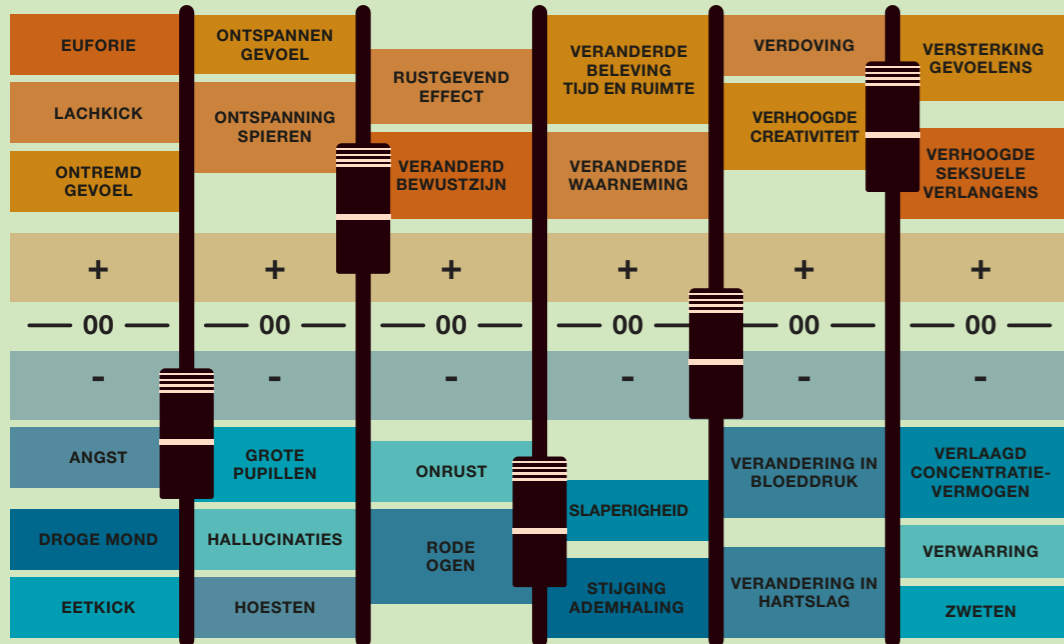 EUFORIE
LACHKICK
ONTREMD
GEVOEL
+
00
-
ANGST
DROGE MOND
EETKICK
ONTSPANNEN
GEVOEL
ONTSPANNING
SPIEREN
+
00
-
GROTE
PUPILLEN
HALLUCINATIES
HOESTEN
RUSTGEVEND
EFFECT
VERANDERD
BEWUSTZIJN
+
00
-
ONRUST
RODE
OGEN
VERANDERDE
BELEVING
TIJD EN RUIMTE
VERANDERDE
WAARNEMING
+
00
-
SLAPERIGHEID
STIJGING
ADEMHALING
VERDOVING
VERHOOGDE
CREATIVITEIT
+
00
-
VERANDERING IN
BLOEDDRUK
VERANDERING IN
HARTSLAG
VERSTERKING
GEVOELENS
VERHOOGDE
SEKSUELE
VERLANGENS
+
00
-
VERLAAGD
CONCENTRATIE-
VERMOGEN
VERWARRING
ZWETEN